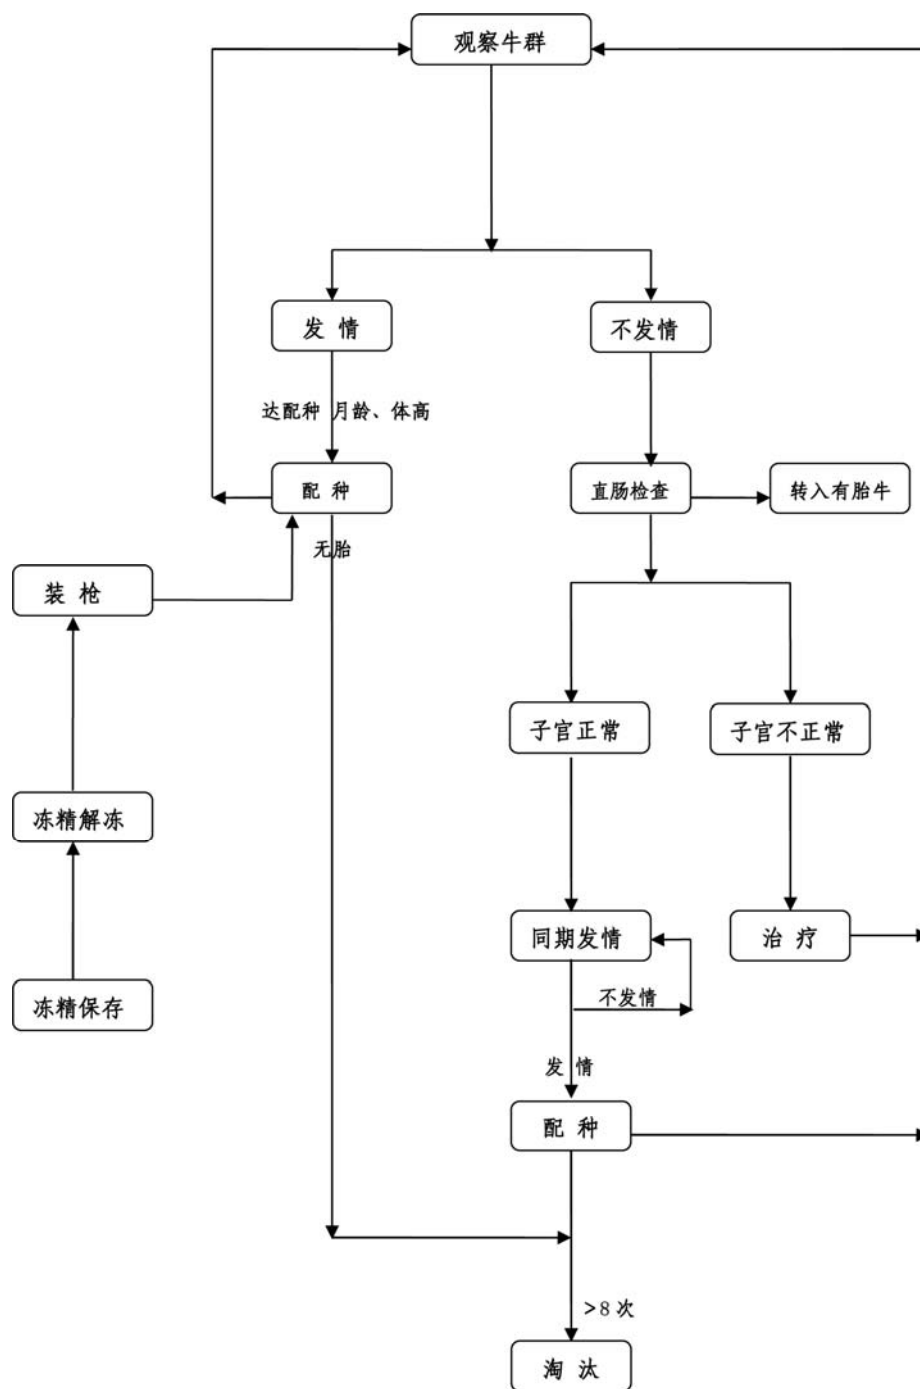 观察牛群
发 情
不发情
达配种 月龄、体高
配 种
直肠检查
转入有胎牛
无胎
装 枪
子宫正常
子宫不正常
冻精解冻
同期发情
治 疗
不发情
冻精保存
发 情
配 种
>8 次
淘 汰